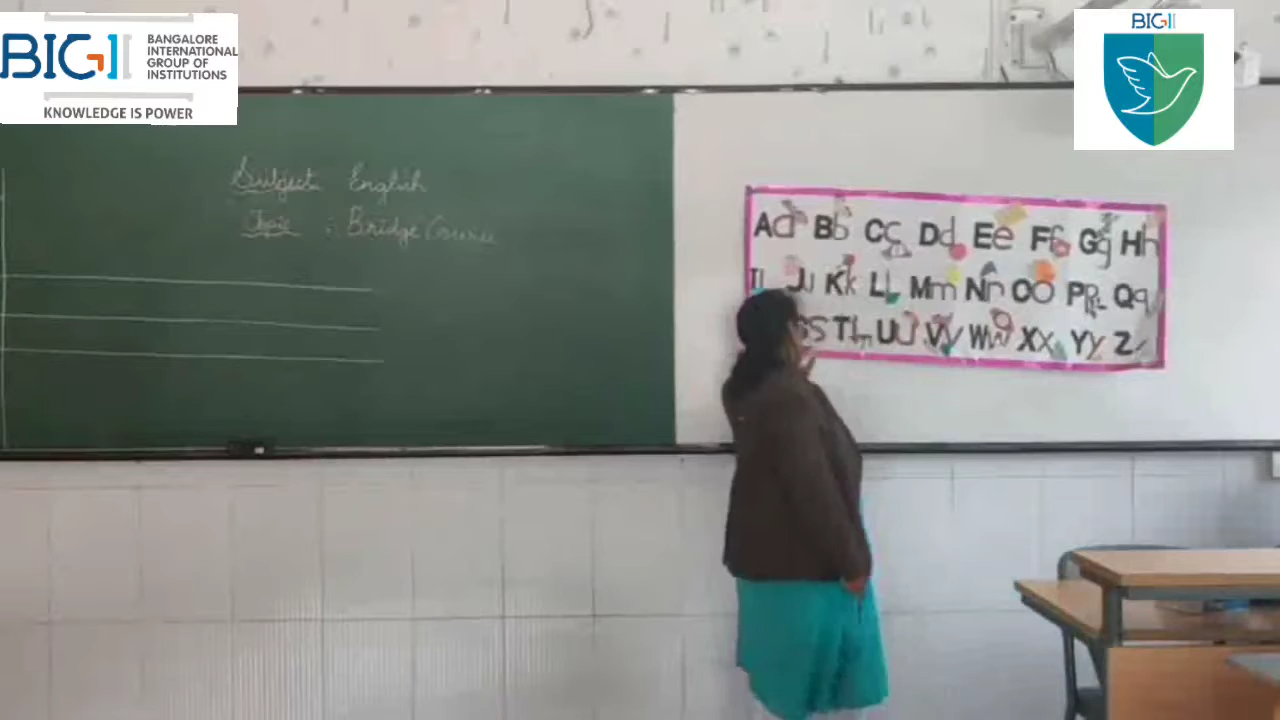 BIGI
BANGALORE
INTERNATIONAL
GROUP OF
INSTITUTIONS
KNOWLEDGE IS POWER
BIGI
Subject: English
Topic : Bridge Course
Aa Bb Cc Dd Ee Ff Gg Hh
Jj Kk Ll Mm Nn Oo Pp Qq
Ss Tt Uu Vv Ww Xx Yy Zz